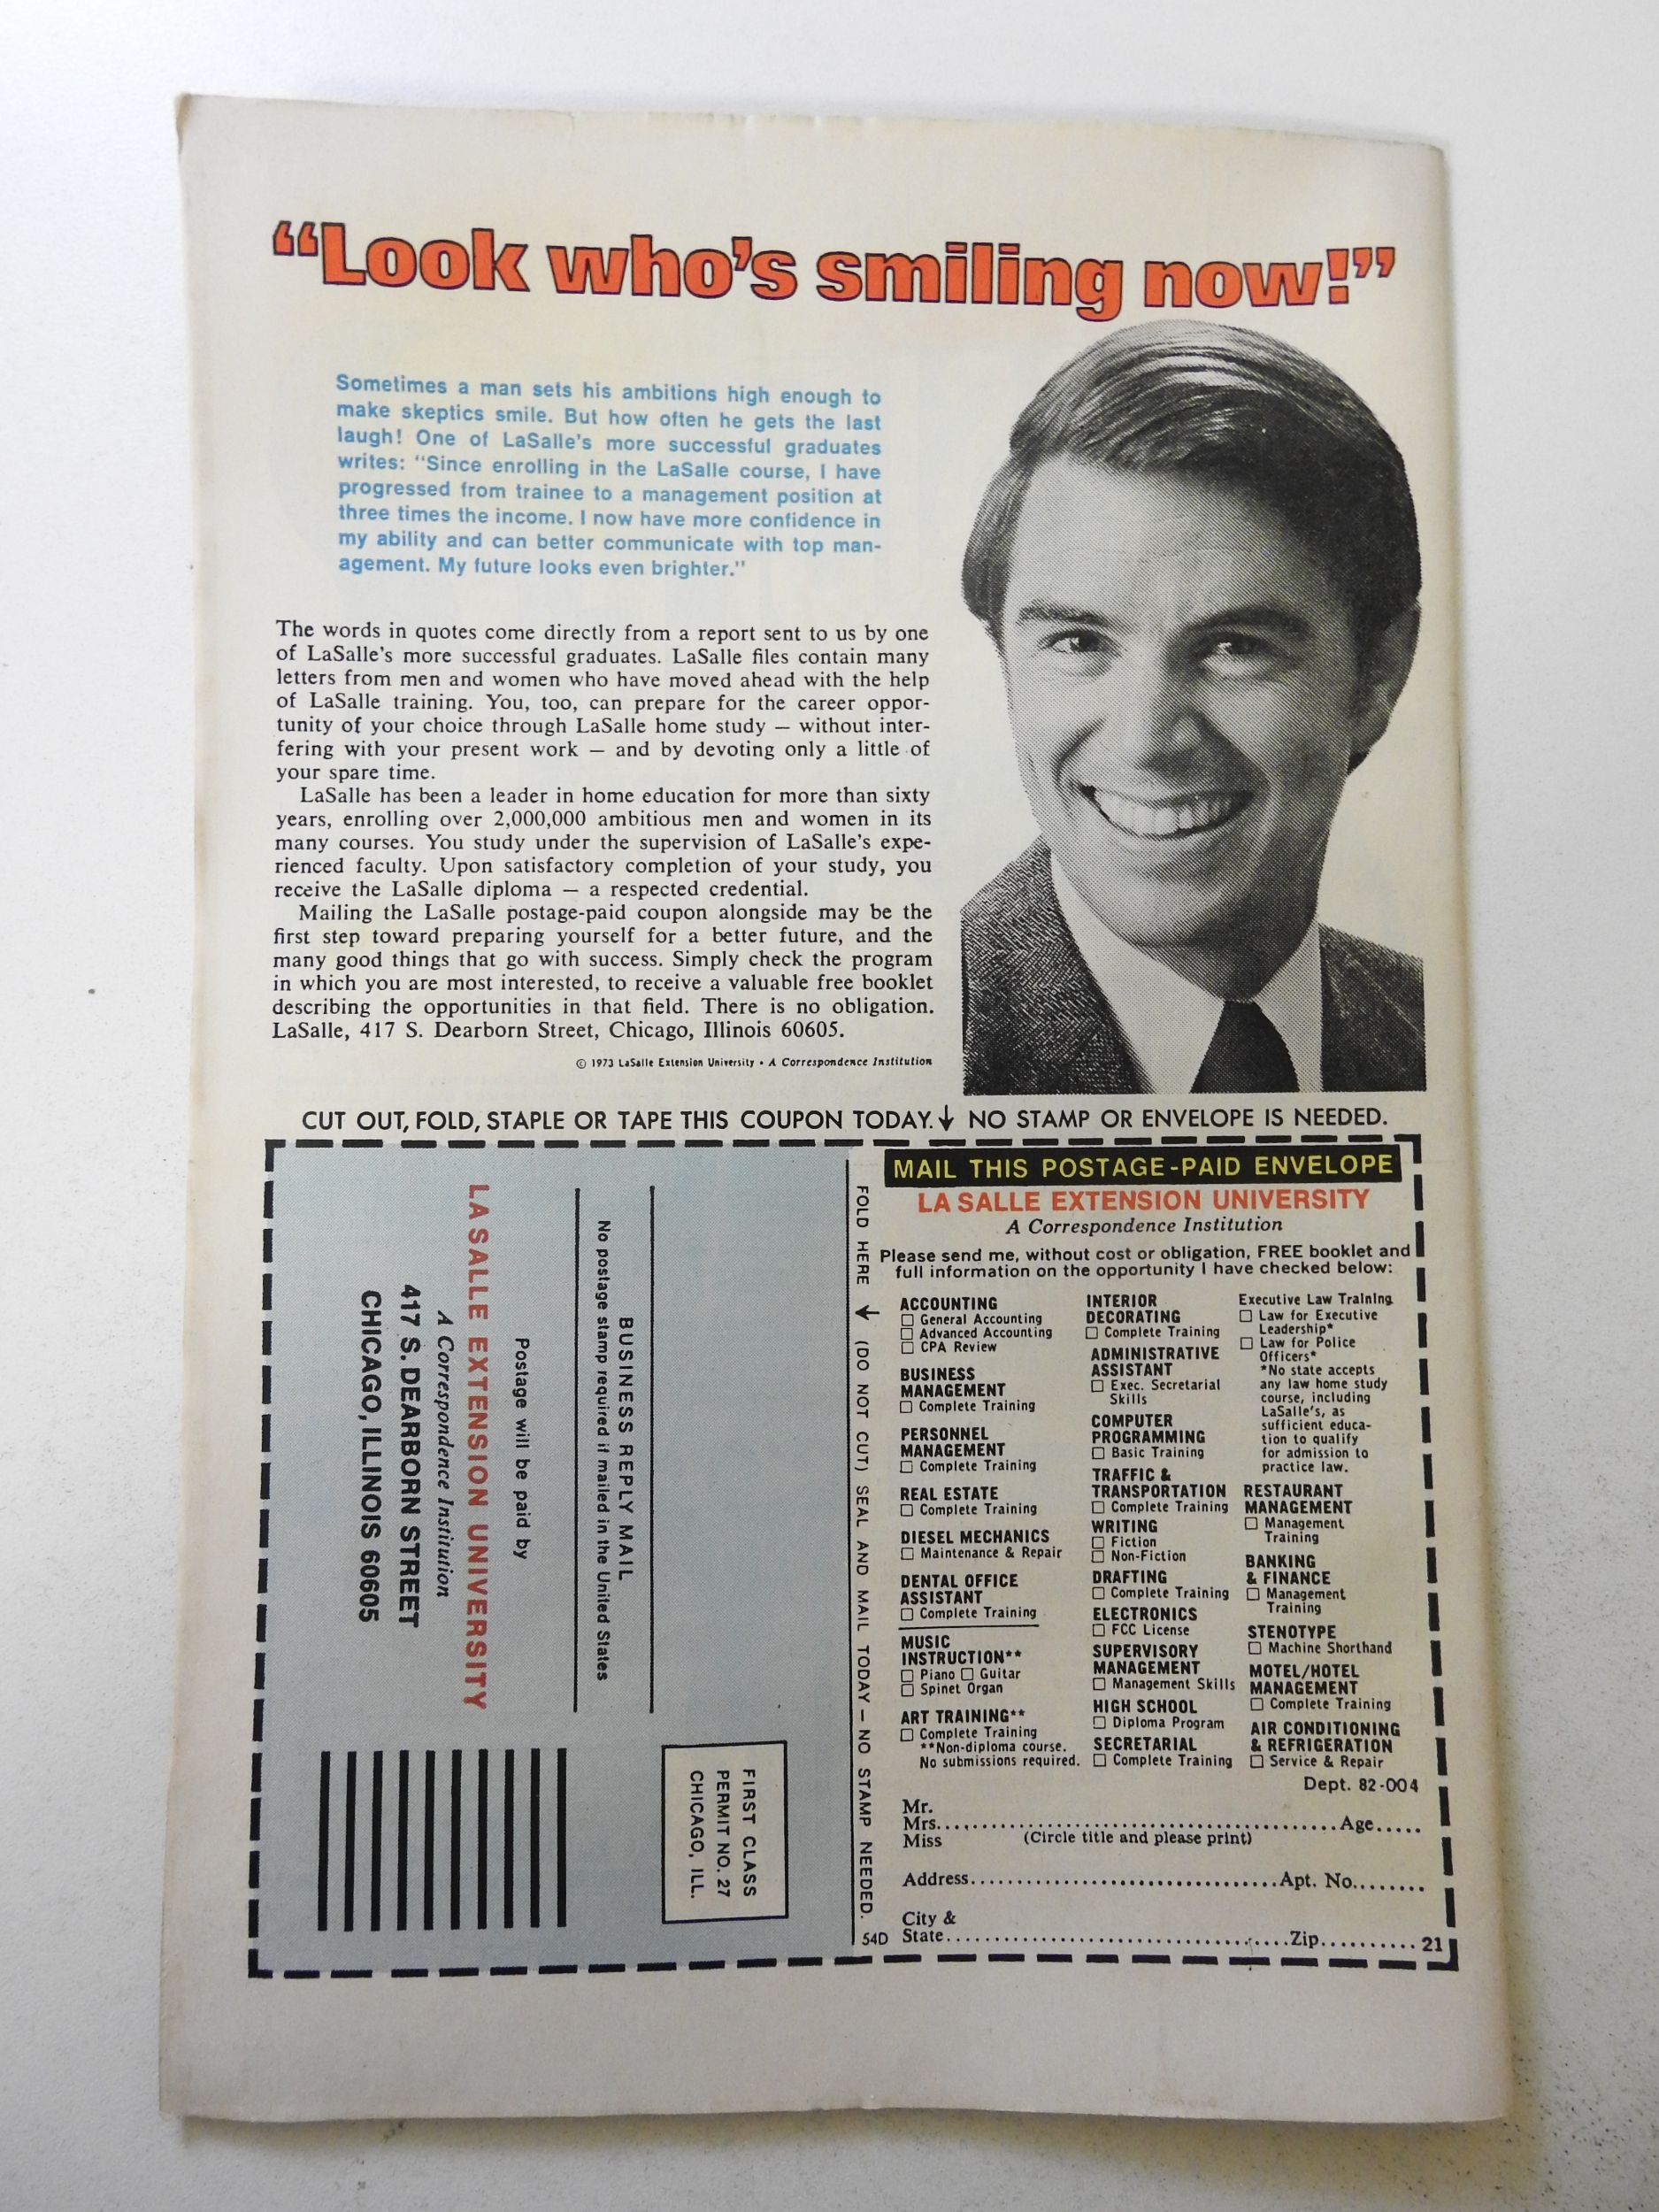 “Look who’s smiling now!”
Sometimes a man sets his ambitions high enough to
make skeptics smile. But how often he gets the last
laugh! One of LaSalle’s more successful graduates
writes: “Since enrolling in the LaSalle course, I have
progressed from trainee to a management position at
three times the income. I now have more confidence in
my ability and can better communicate with top man-
agement. My future looks even brighter.”
The words in quotes come directly from a report sent to us by one
of LaSalle’s more successful graduates. LaSalle files contain many
letters from men and women who have moved ahead with the help
of LaSalle training. You, too, can prepare for the career oppor-
tunity of your choice through LaSalle home study — without inter-
fering with your present work — and by devoting only a little of
your spare time.
LaSalle has been a leader in home education for more than sixty
years, enrolling over 2,000,000 ambitious men and women in its
many courses. You study under the supervision of LaSalle’s expe-
rienced faculty. Upon satisfactory completion of your study, you
receive the LaSalle diploma — a respected credential.
Mailing the LaSalle postage-paid coupon alongside may be the
first step toward preparing yourself for a better future, and the
many good things that go with success. Simply check the program
in which you are most interested, to receive a valuable free booklet
describing the opportunities in that field. There is no obligation.
LaSalle, 417 S. Dearborn Street, Chicago, Illinois 60605.
© 1973 LaSalle Extension University • A Correspondence Institution
CUT OUT, FOLD, STAPLE OR TAPE THIS COUPON TODAY. ↓ NO STAMP OR ENVELOPE IS NEEDED.
FIRST CLASS
PERMIT NO. 27
CHICAGO, ILL.
BUSINESS REPLY MAIL
No postage stamp required if mailed in the United States
Postage will be paid by
LA SALLE EXTENSION UNIVERSITY
A Correspondence Institution
417 S. DEARBORN STREET
CHICAGO, ILLINOIS 60605
FOLD HERE ↓ (DO NOT CUT) SEAL AND MAIL TODAY — NO STAMP NEEDED.
MAIL THIS POSTAGE-PAID ENVELOPE
LA SALLE EXTENSION UNIVERSITY
A Correspondence Institution
Please send me, without cost or obligation, FREE booklet and
full information on the opportunity I have checked below:
ACCOUNTING
☐ General Accounting
☐ Advanced Accounting
☐ CPA Review
BUSINESS
MANAGEMENT
☐ Complete Training
PERSONNEL
MANAGEMENT
☐ Complete Training
REAL ESTATE
☐ Complete Training
DIESEL MECHANICS
☐ Maintenance & Repair
DENTAL OFFICE
ASSISTANT
☐ Complete Training
MUSIC
INSTRUCTION**
☐ Piano ☐ Guitar
☐ Spinet Organ
ART TRAINING**
☐ Complete Training
**Non-diploma course.
No submissions required.
INTERIOR
DECORATING
☐ Complete Training
ADMINISTRATIVE
ASSISTANT
☐ Exec. Secretarial
Skills
COMPUTER
PROGRAMMING
☐ Basic Training
TRAFFIC &
TRANSPORTATION
☐ Complete Training
WRITING
☐ Fiction
☐ Non-Fiction
DRAFTING
☐ Complete Training
ELECTRONICS
☐ FCC License
SUPERVISORY
MANAGEMENT
☐ Management Skills
HIGH SCHOOL
☐ Diploma Program
SECRETARIAL
☐ Complete Training
Executive Law Training
☐ Law for Executive
Leadership*
☐ Law for Police
Officers*
*No state accepts
any law home study
course, including
LaSalle’s, as
sufficient educa-
tion to qualify
for admission to
practice law.
RESTAURANT
MANAGEMENT
☐ Management
Training
BANKING
& FINANCE
☐ Management
Training
STENOTYPE
☐ Machine Shorthand
MOTEL/HOTEL
MANAGEMENT
☐ Complete Training
AIR CONDITIONING
& REFRIGERATION
☐ Service & Repair
Dept. 82-004
Mr.
Mrs. ........................................ Age.....
Miss (Circle title and please print)
Address................................. Apt. No........
City &
54D State................................... Zip.......... 21